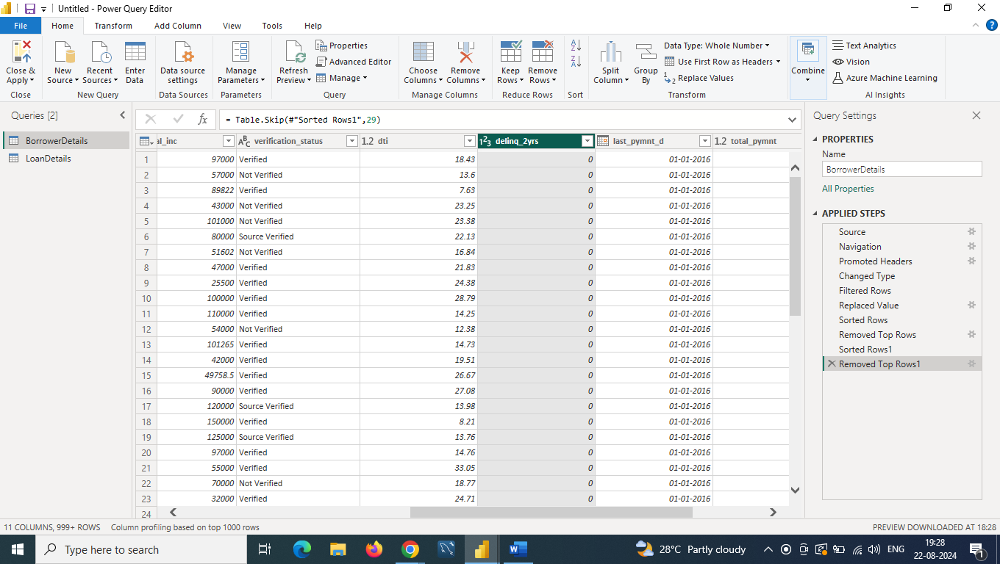 Untitled - Power Query Editor
File Home Transform Add Column View Tools Help
Close & Apply
Close
New Source
Recent Sources
Enter Data
New Query
Data source settings
Data Sources
Manage Parameters
Parameters
Refresh Preview
Properties
Advanced Editor
Manage
Query
Choose Columns
Remove Columns
Manage Columns
Keep Rows
Remove Rows
Reduce Rows
Sort
Split Column
Group By
Data Type: Whole Number
Use First Row as Headers
Replace Values
Transform
Combine
Text Analytics
Vision
Azure Machine Learning
AI Insights
Queries [2]
BorrowerDetails
LoanDetails
fx = Table.Skip(#"Sorted Rows1",29)
al_inc ABC verification_status 1.2 dti 123 delinq_2yrs last_pymnt_d 1.2 total_pymnt
1 97000 Verified 18.43 0 01-01-2016
2 57000 Not Verified 13.6 0 01-01-2016
3 89822 Verified 7.63 0 01-01-2016
4 43000 Not Verified 23.25 0 01-01-2016
5 101000 Not Verified 23.38 0 01-01-2016
6 80000 Source Verified 22.13 0 01-01-2016
7 51602 Not Verified 16.84 0 01-01-2016
8 47000 Verified 21.83 0 01-01-2016
9 25500 Verified 24.38 0 01-01-2016
10 100000 Verified 28.79 0 01-01-2016
11 110000 Verified 14.25 0 01-01-2016
12 54000 Not Verified 12.38 0 01-01-2016
13 101265 Verified 14.73 0 01-01-2016
14 42000 Verified 19.51 0 01-01-2016
15 49758.5 Verified 26.67 0 01-01-2016
16 90000 Verified 27.08 0 01-01-2016
17 120000 Source Verified 13.98 0 01-01-2016
18 150000 Verified 8.21 0 01-01-2016
19 125000 Source Verified 13.76 0 01-01-2016
20 97000 Verified 14.76 0 01-01-2016
21 55000 Verified 33.05 0 01-01-2016
22 70000 Not Verified 18.77 0 01-01-2016
23 32000 Verified 24.71 0 01-01-2016
24
Query Settings
PROPERTIES
Name
BorrowerDetails
All Properties
APPLIED STEPS
Source
Navigation
Promoted Headers
Changed Type
Filtered Rows
Replaced Value
Sorted Rows
Removed Top Rows
Sorted Rows1
Removed Top Rows1
11 COLUMNS, 999+ ROWS Column profiling based on top 1000 rows PREVIEW DOWNLOADED AT 18:28
Type here to search
28°C Partly cloudy
ENG
19:28
22-08-2024
1